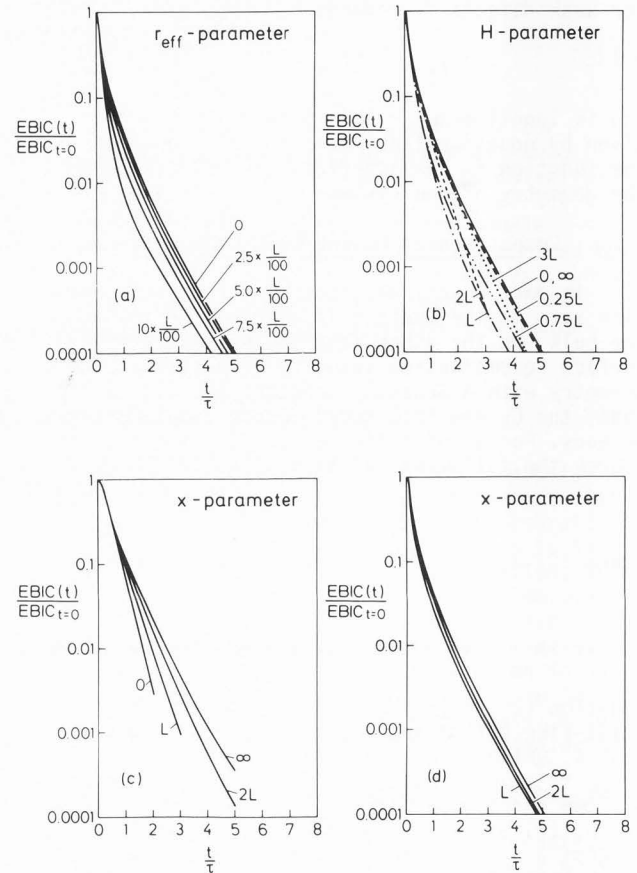 r_eff - parameter
1
0.1
EBIC(t)
EBIC_t=0
0.01
0.001
0.0001
0
2.5 × L/100
5.0 × L/100
7.5 × L/100
10 × L/100
(a)
0 1 2 3 4 5 6 7 8
t/τ
H - parameter
1
0.1
EBIC(t)
EBIC_t=0
0.01
0.001
0.0001
3L
0, ∞
0.25L
0.75L
2L
L
(b)
0 1 2 3 4 5 6 7 8
t/τ
x - parameter
1
0.1
EBIC(t)
EBIC_t=0
0.01
0.001
0.0001
0
L
∞
2L
(c)
0 1 2 3 4 5 6 7 8
t/τ
x - parameter
1
0.1
EBIC(t)
EBIC_t=0
0.01
0.001
0.0001
∞
L
2L
(d)
0 1 2 3 4 5 6 7 8
t/τ